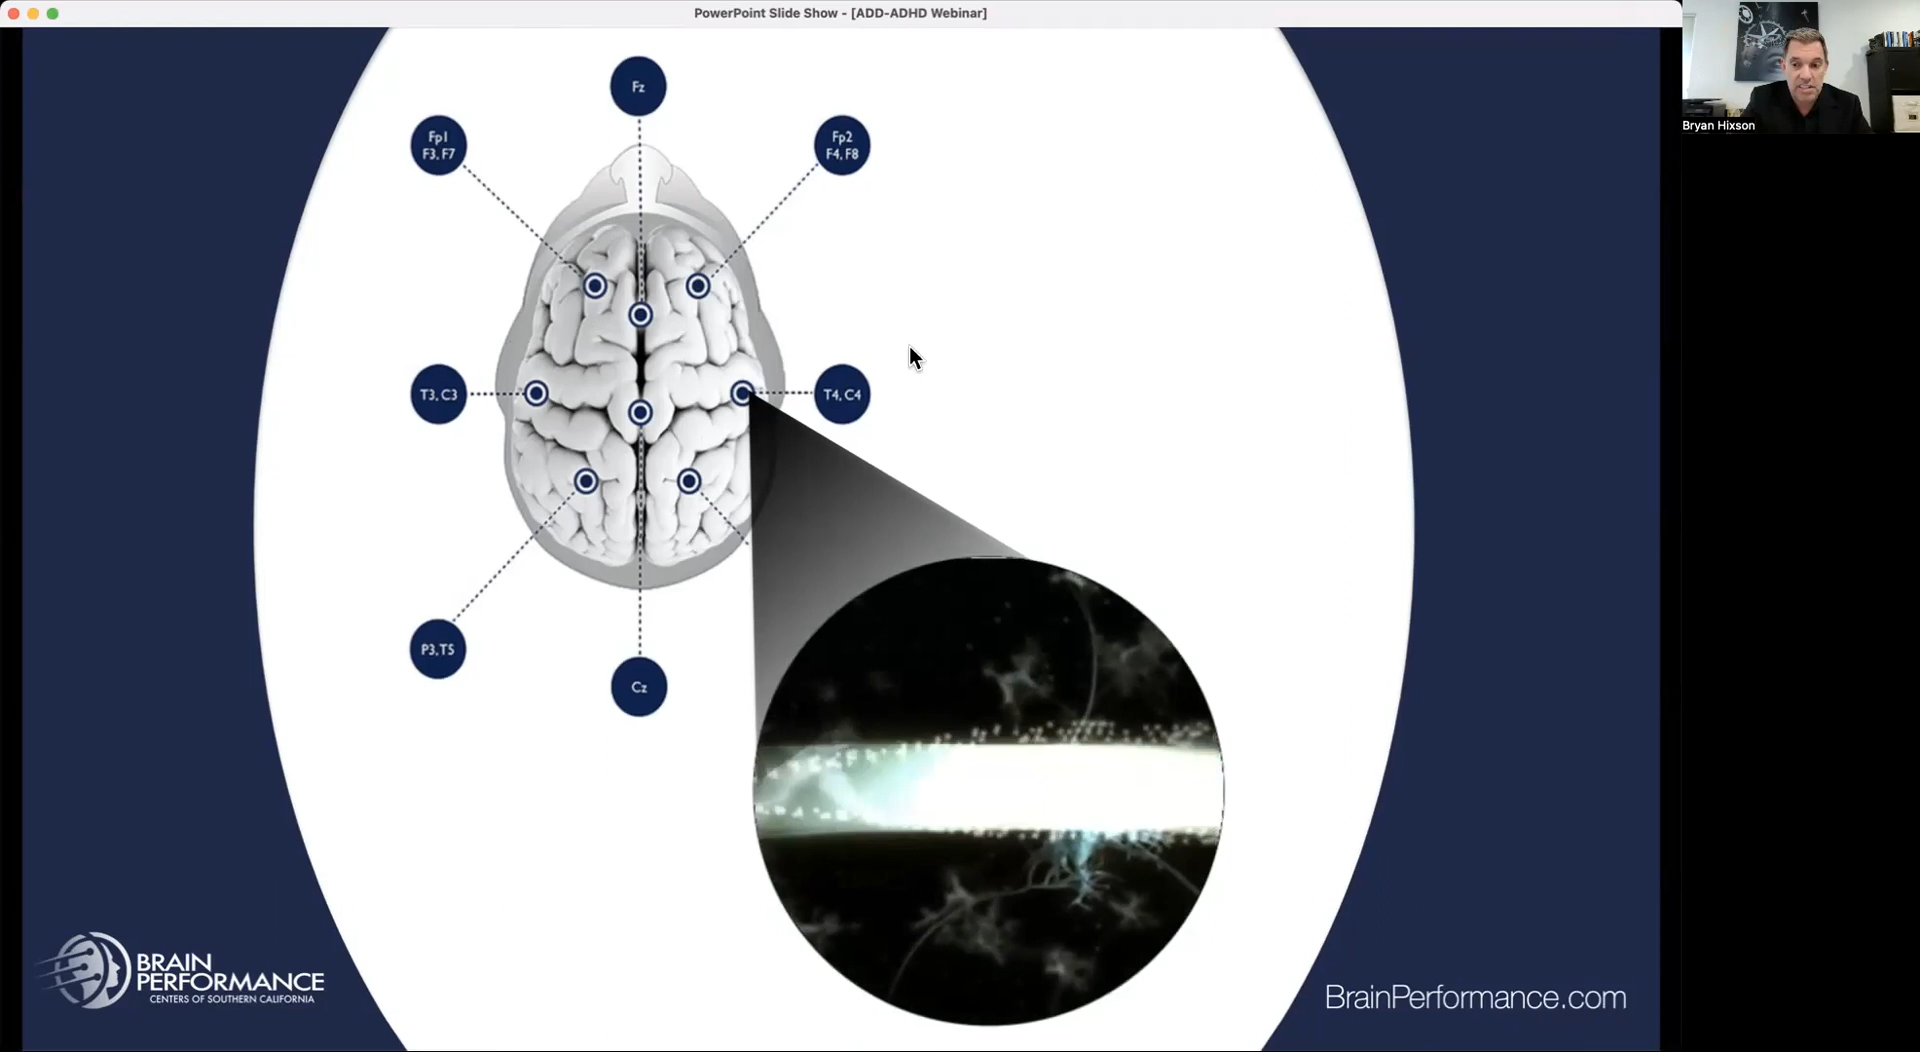 PowerPoint Slide Show - [ADD-ADHD Webinar]
Fz
Fp1
F3, F7
Fp2
F4, F8
T3, C3
T4, C4
P3, T5
Cz
BRAIN
PERFORMANCE
CENTERS OF SOUTHERN CALIFORNIA
BrainPerformance.com
Bryan Hixson